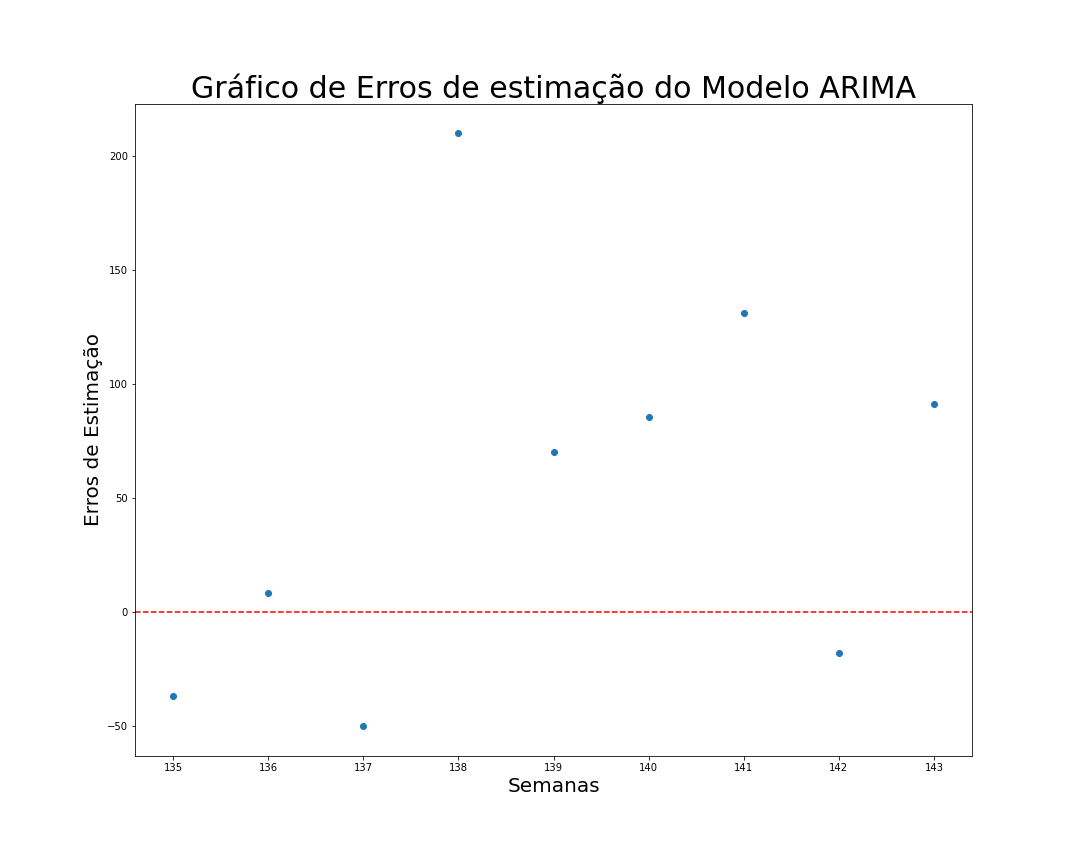 Gráfico de Erros de estimação do Modelo ARIMA
200
150
100
50
0
−50
Erros de Estimação
135 136 137 138 139 140 141 142 143
Semanas